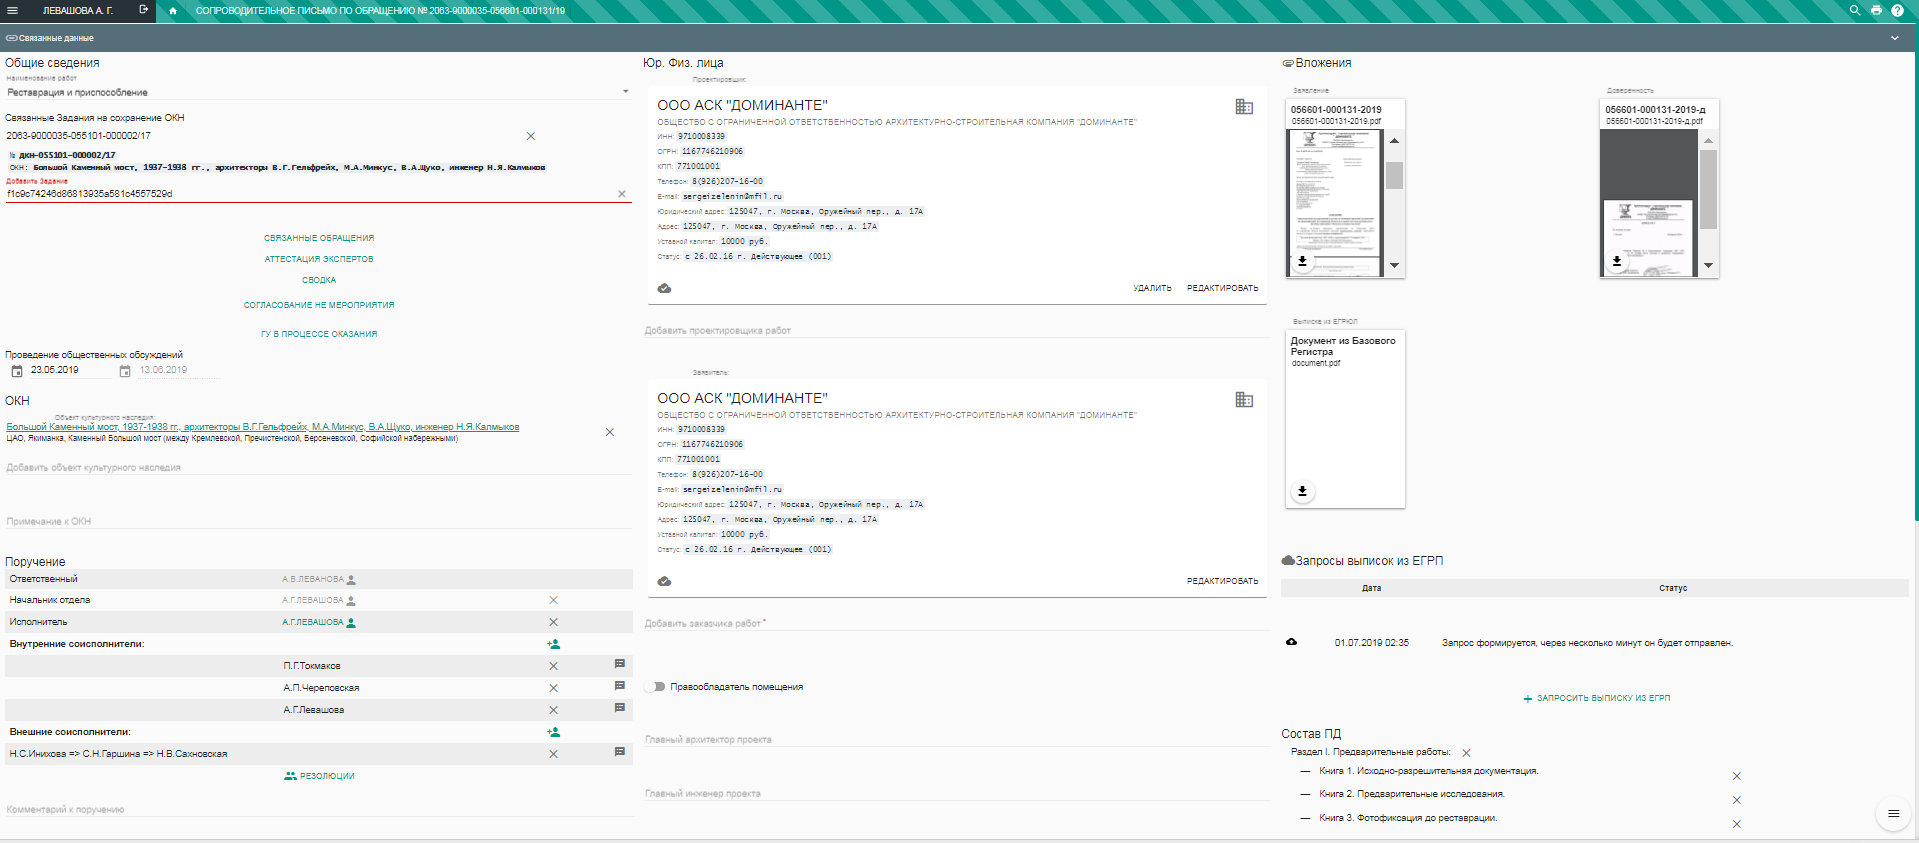 ЛЕВАШОВА А. Г.
СОПРОВОДИТЕЛЬНОЕ ПИСЬМО ПО ОБРАЩЕНИЮ № 2063-9000035-056601-000131/19
Связанные данные
Общие сведения
Наименование работ
Реставрация и приспособление
Связанные Задания на сохранение ОКН
2063-9000035-055101-000002/17
№ ДКН-055101-000002/17
ОКН: Большой Каменный мост, 1937-1938 гг., архитекторы В.Г.Гельфрейх, М.А.Минкус, В.А.Щуко, инженер Н.Я.Калмыков
Добавить Задание
f1c9c74246d86813935a581c4557529d
СВЯЗАННЫЕ ОБРАЩЕНИЯ
АТТЕСТАЦИЯ ЭКСПЕРТОВ
СВОДКА
СОГЛАСОВАНИЕ НЕ МЕРОПРИЯТИЯ
ГУ В ПРОЦЕССЕ ОКАЗАНИЯ
Проведение общественных обсуждений
23.05.2019 13.06.2019
ОКН
Объект культурного наследия:
Большой Каменный мост, 1937-1938 гг., архитекторы В.Г.Гельфрейх, М.А.Минкус, В.А.Щуко, инженер Н.Я.Калмыков
ЦАО, Якиманка, Каменный Большой мост (между Кремлевской, Пречистенской, Берсеневской, Софийской набережными)
Добавить объект культурного наследия
Примечание к ОКН
Поручение
Ответственный А.В.ЛЕВАНОВА
Начальник отдела А.Г.ЛЕВАШОВА
Исполнитель А.Г.ЛЕВАШОВА
Внутренние соисполнители:
П.Г.Токмаков
А.П.Череповская
А.Г.Левашова
Внешние соисполнители:
Н.С.Инихова => С.Н.Гаршина => Н.В.Сахновская
РЕЗОЛЮЦИИ
Комментарий к поручению
Юр. Физ. лица
Проектировщик:
ООО АСК "ДОМИНАНТЕ"
ОБЩЕСТВО С ОГРАНИЧЕННОЙ ОТВЕТСТВЕННОСТЬЮ АРХИТЕКТУРНО-СТРОИТЕЛЬНАЯ КОМПАНИЯ "ДОМИНАНТЕ"
ИНН: 9710008339
ОГРН: 1167746210906
КПП: 771001001
Телефон: 8(926)207-16-00
E-mail: sergeizelenin@mfil.ru
Юридический адрес: 125047, г. Москва, Оружейный пер., д. 17А
Адрес: 125047, г. Москва, Оружейный пер., д. 17А
Уставной капитал: 10000 руб.
Статус: с 26.02.16 г. Действующее (001)
УДАЛИТЬ РЕДАКТИРОВАТЬ
Добавить проектировщика работ
Заявитель:
ООО АСК "ДОМИНАНТЕ"
ОБЩЕСТВО С ОГРАНИЧЕННОЙ ОТВЕТСТВЕННОСТЬЮ АРХИТЕКТУРНО-СТРОИТЕЛЬНАЯ КОМПАНИЯ "ДОМИНАНТЕ"
ИНН: 9710008339
ОГРН: 1167746210906
КПП: 771001001
Телефон: 8(926)207-16-00
E-mail: sergeizelenin@mfil.ru
Юридический адрес: 125047, г. Москва, Оружейный пер., д. 17А
Адрес: 125047, г. Москва, Оружейный пер., д. 17А
Уставной капитал: 10000 руб.
Статус: с 26.02.16 г. Действующее (001)
РЕДАКТИРОВАТЬ
Добавить заказчика работ *
Правообладатель помещения
Главный архитектор проекта
Главный инженер проекта
Вложения
Заявление
056601-000131-2019
056601-000131-2019.pdf
Доверенность
056601-000131-2019-д
056601-000131-2019-д.pdf
Выписка из ЕГРЮЛ
Документ из Базового
Регистра
document.pdf
Запросы выписок из ЕГРП
Дата Статус
01.07.2019 02:35 Запрос формируется, через несколько минут он будет отправлен.
+ ЗАПРОСИТЬ ВЫПИСКУ ИЗ ЕГРП
Состав ПД
Раздел I. Предварительные работы:
— Книга 1. Исходно-разрешительная документация.
— Книга 2. Предварительные исследования.
— Книга 3. Фотофиксация до реставрации.